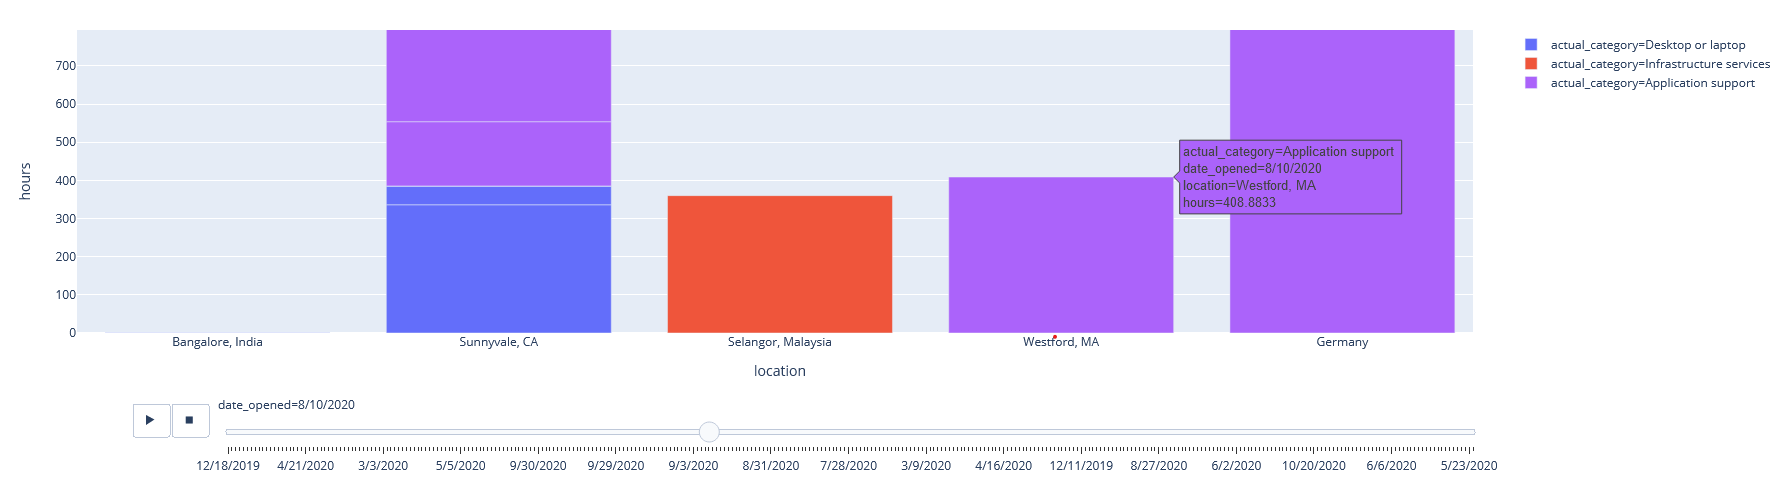 hours
700
600
500
400
300
200
100
0
actual_category=Desktop or laptop
actual_category=Infrastructure services
actual_category=Application support
actual_category=Application support
date_opened=8/10/2020
location=Westford, MA
hours=408.8833
Bangalore, India
Sunnyvale, CA
Selangor, Malaysia
Westford, MA
Germany
location
date_opened=8/10/2020
12/18/2019 4/21/2020 3/3/2020 5/5/2020 9/30/2020 9/29/2020 9/3/2020 8/31/2020 7/28/2020 3/9/2020 4/16/2020 12/11/2019 8/27/2020 6/2/2020 10/20/2020 6/6/2020 5/23/2020